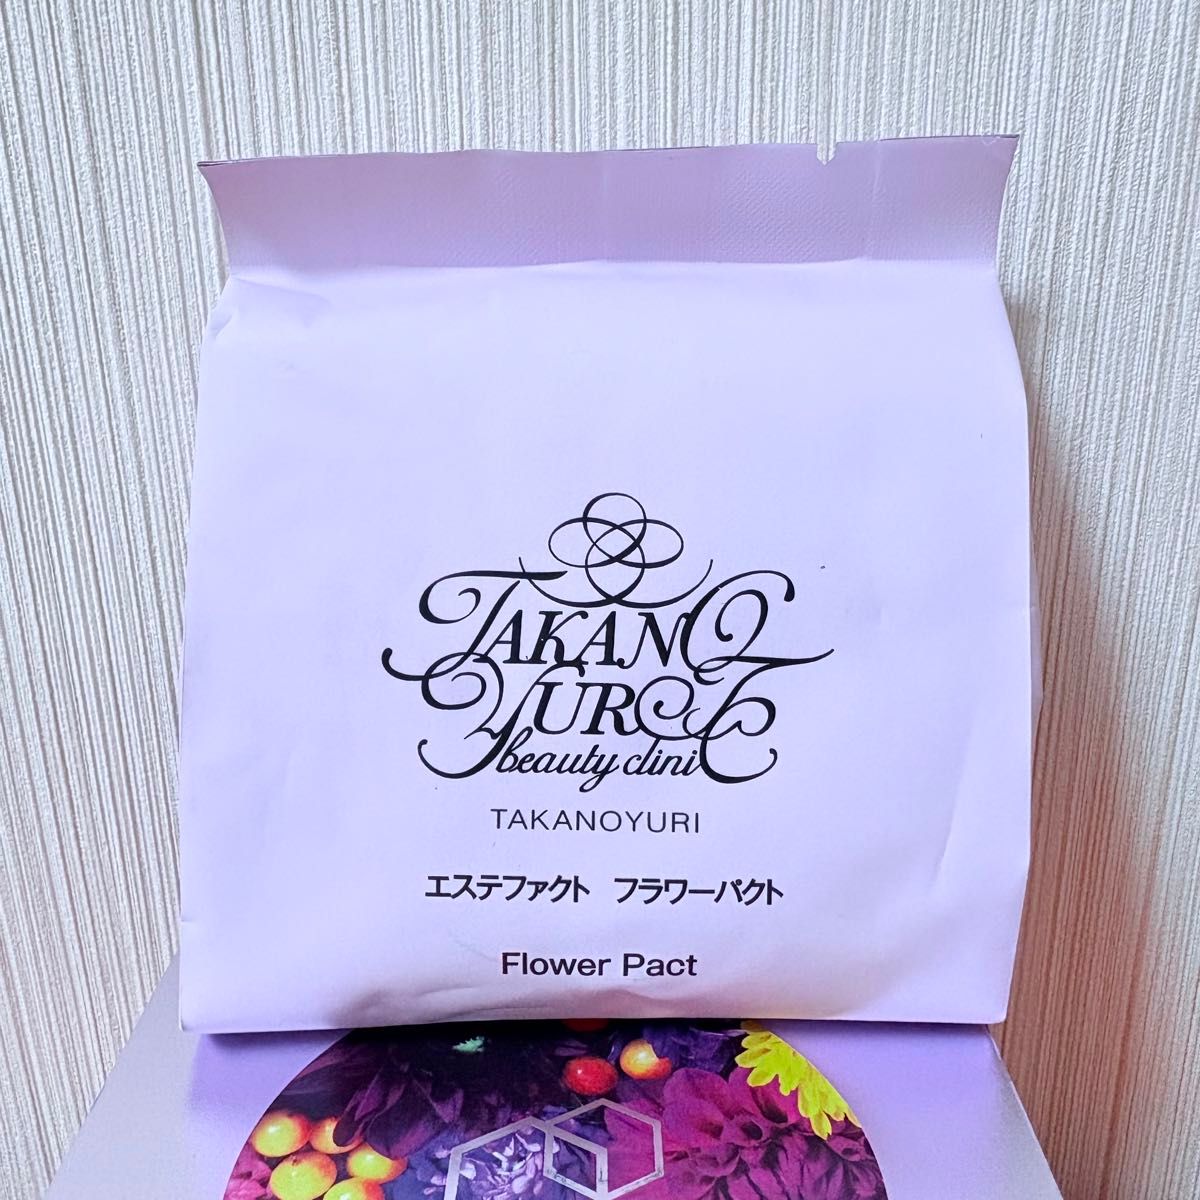 TAKANO
YURI
beauty clinic
TAKANOYURI
エステファクト フラワーパクト
Flower Pact